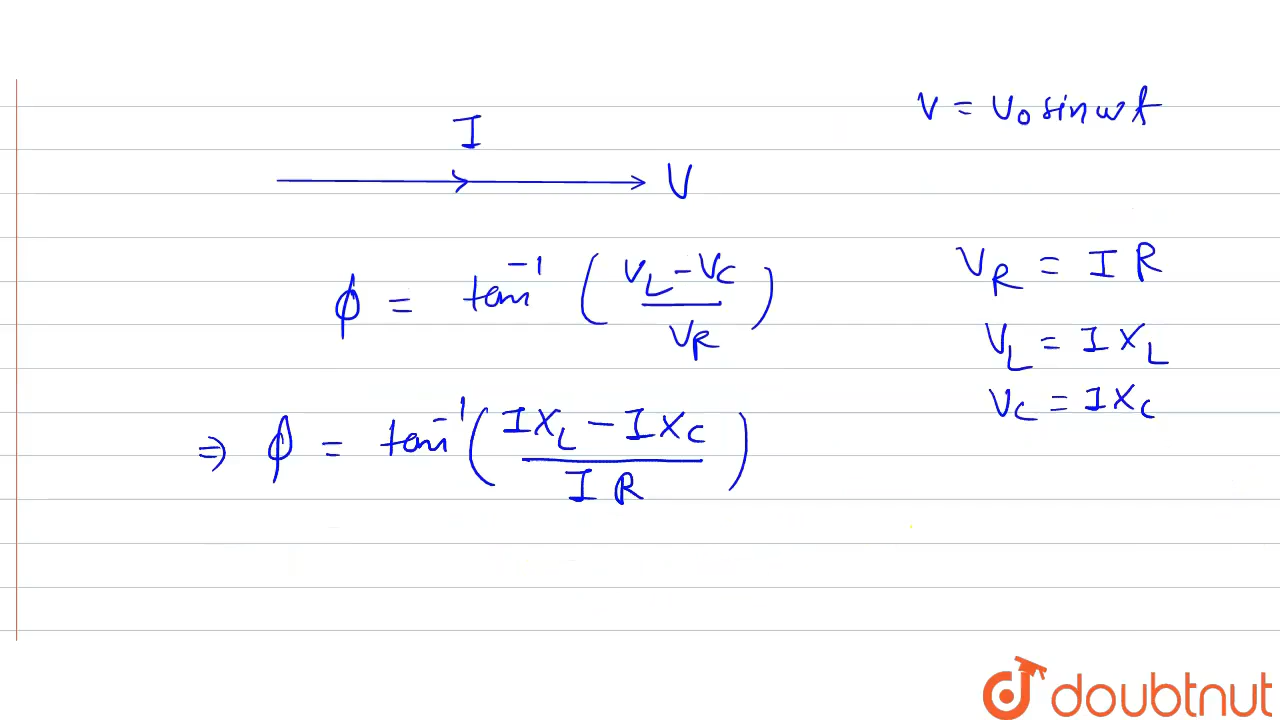 V = V₀ sin ωt
I
V
ϕ = tan⁻¹ ( (V_L − V_C) / V_R )
V_R = I R
V_L = I X_L
V_C = I X_C
⇒ ϕ = tan⁻¹ ( (I X_L − I X_C) / (I R) )
doubtnut